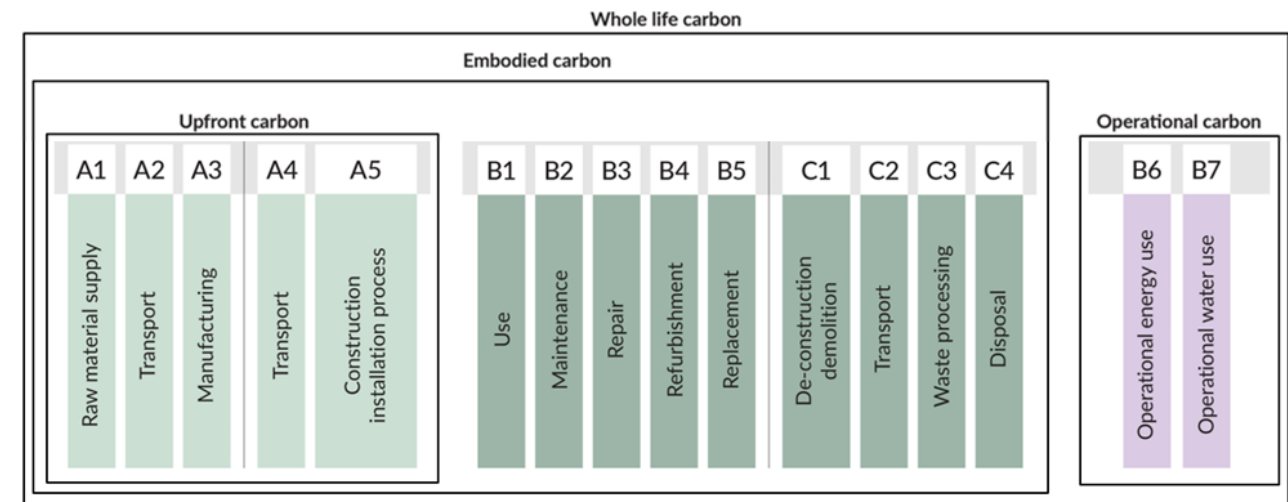 Whole life carbon
Embodied carbon
Upfront carbon
Operational carbon
A1 A2 A3 A4 A5 B1 B2 B3 B4 B5 C1 C2 C3 C4 B6 B7
Raw material supply
Transport
Manufacturing
Transport
Construction
installation process
Use
Maintenance
Repair
Refurbishment
Replacement
De-construction
demolition
Transport
Waste processing
Disposal
Operational energy use
Operational water use